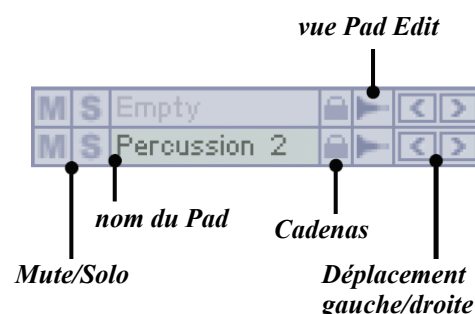 vue Pad Edit
M S Empty < >
M S Percussion 2 < >
nom du Pad
Cadenas
Mute/Solo
Déplacement
gauche/droite